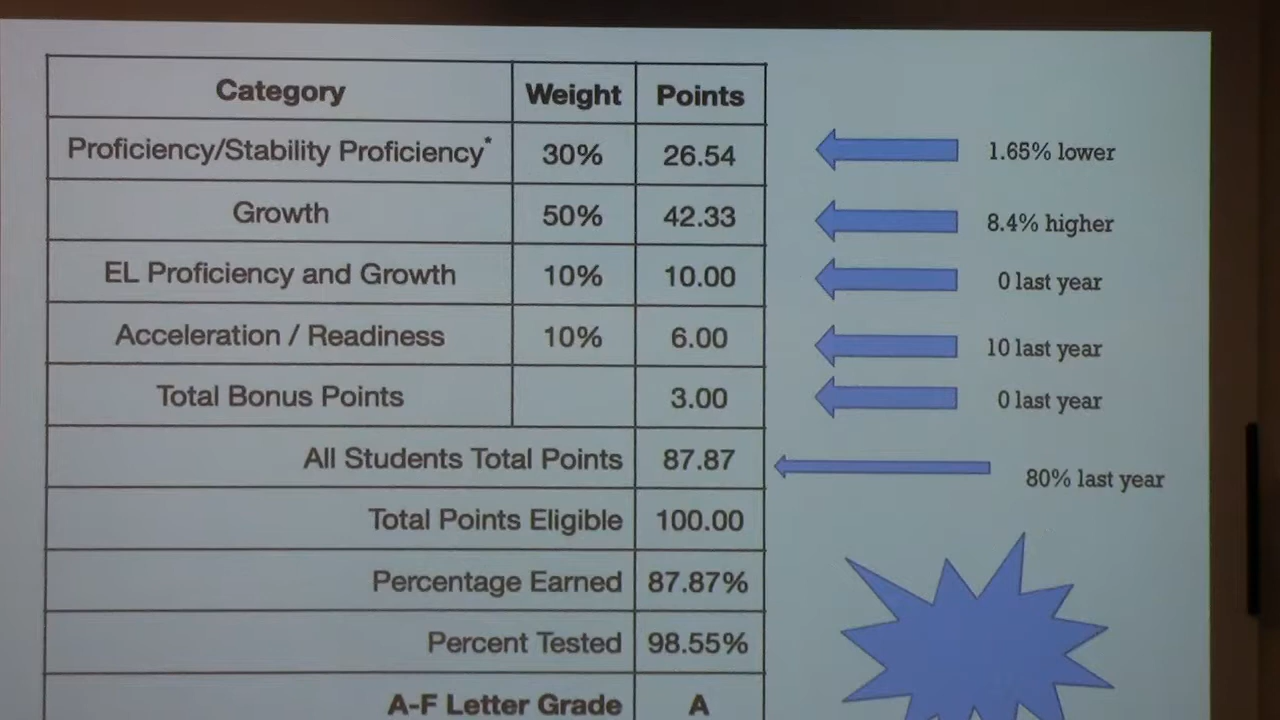 Category Weight Points
Proficiency/Stability Proficiency* 30% 26.54 1.65% lower
Growth 50% 42.33 8.4% higher
EL Proficiency and Growth 10% 10.00 0 last year
Acceleration / Readiness 10% 6.00 10 last year
Total Bonus Points 3.00 0 last year
All Students Total Points 87.87 80% last year
Total Points Eligible 100.00
Percentage Earned 87.87%
Percent Tested 98.55%
A-F Letter Grade A